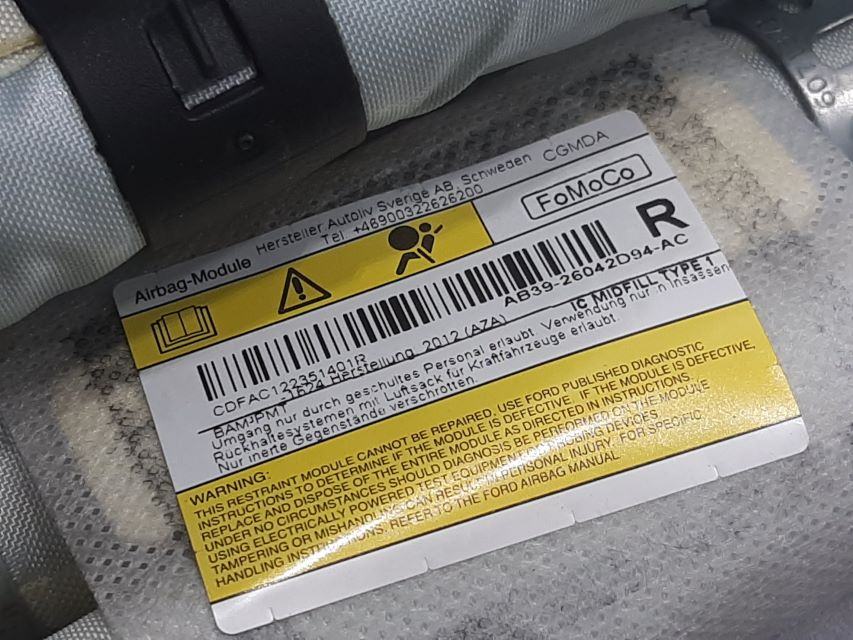 LO9
Airbag-Module Hersteller Autoliv Sverige AB, Schweden CGMDA
Tel. +46900322626200
FoMoCo
R
AB39-26042D94-AC
IC MIDFILL TYPE 1
CDFAC122351401R
BAM-PMT 1624 Herstellung 2012 (AZA)
Umgang nur durch geschultes Personal erlaubt. Verwendung nur in Insassen
Rückhaltesystemen mit Luftsack für Kraftfahrzeuge erlaubt.
Nur inerte Gegenstände verschrotten.
WARNING:
THIS RESTRAINT MODULE CANNOT BE REPAIRED. USE FORD PUBLISHED DIAGNOSTIC
INSTRUCTIONS TO DETERMINE IF THE MODULE IS DEFECTIVE. IF THE MODULE IS DEFECTIVE,
REPLACE AND DISPOSE OF THE ENTIRE MODULE AS DIRECTED IN INSTRUCTIONS.
UNDER NO CIRCUMSTANCES SHOULD DIAGNOSIS BE PERFORMED ON THE MODULE
USING ELECTRICALLY POWERED TEST EQUIPMENT OR PROBING DEVICES.
TAMPERING OR MISHANDLING CAN RESULT IN PERSONAL INJURY. FOR SPECIFIC
HANDLING INSTRUCTIONS, REFER TO THE FORD AIRBAG MANUAL